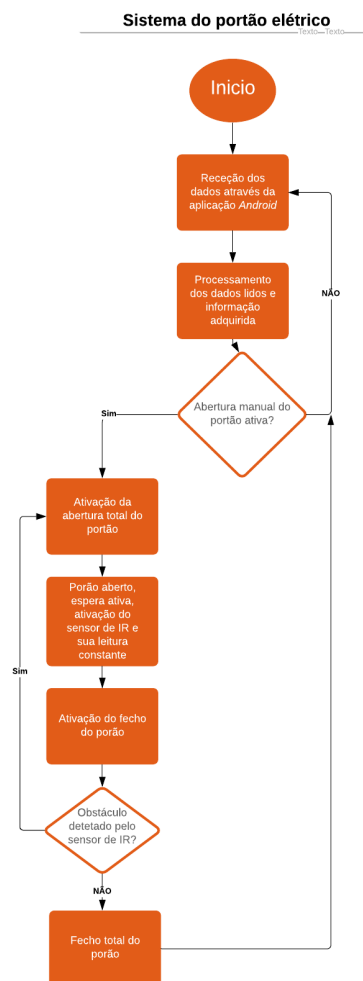 Sistema do portão elétrico
Texto
Texto
Inicio
Receção dos
dados através da
aplicação Android
Processamento
dos dados lidos e
informação
adquirida
NÃO
Abertura manual do
portão ativa?
Sim
Ativação da
abertura total do
portão
Porão aberto,
espera ativa,
ativação do
sensor de IR e
sua leitura
constante
Sim
Ativação do fecho
do porão
Obstáculo
detetado pelo
sensor de IR?
NÃO
Fecho total do
porão